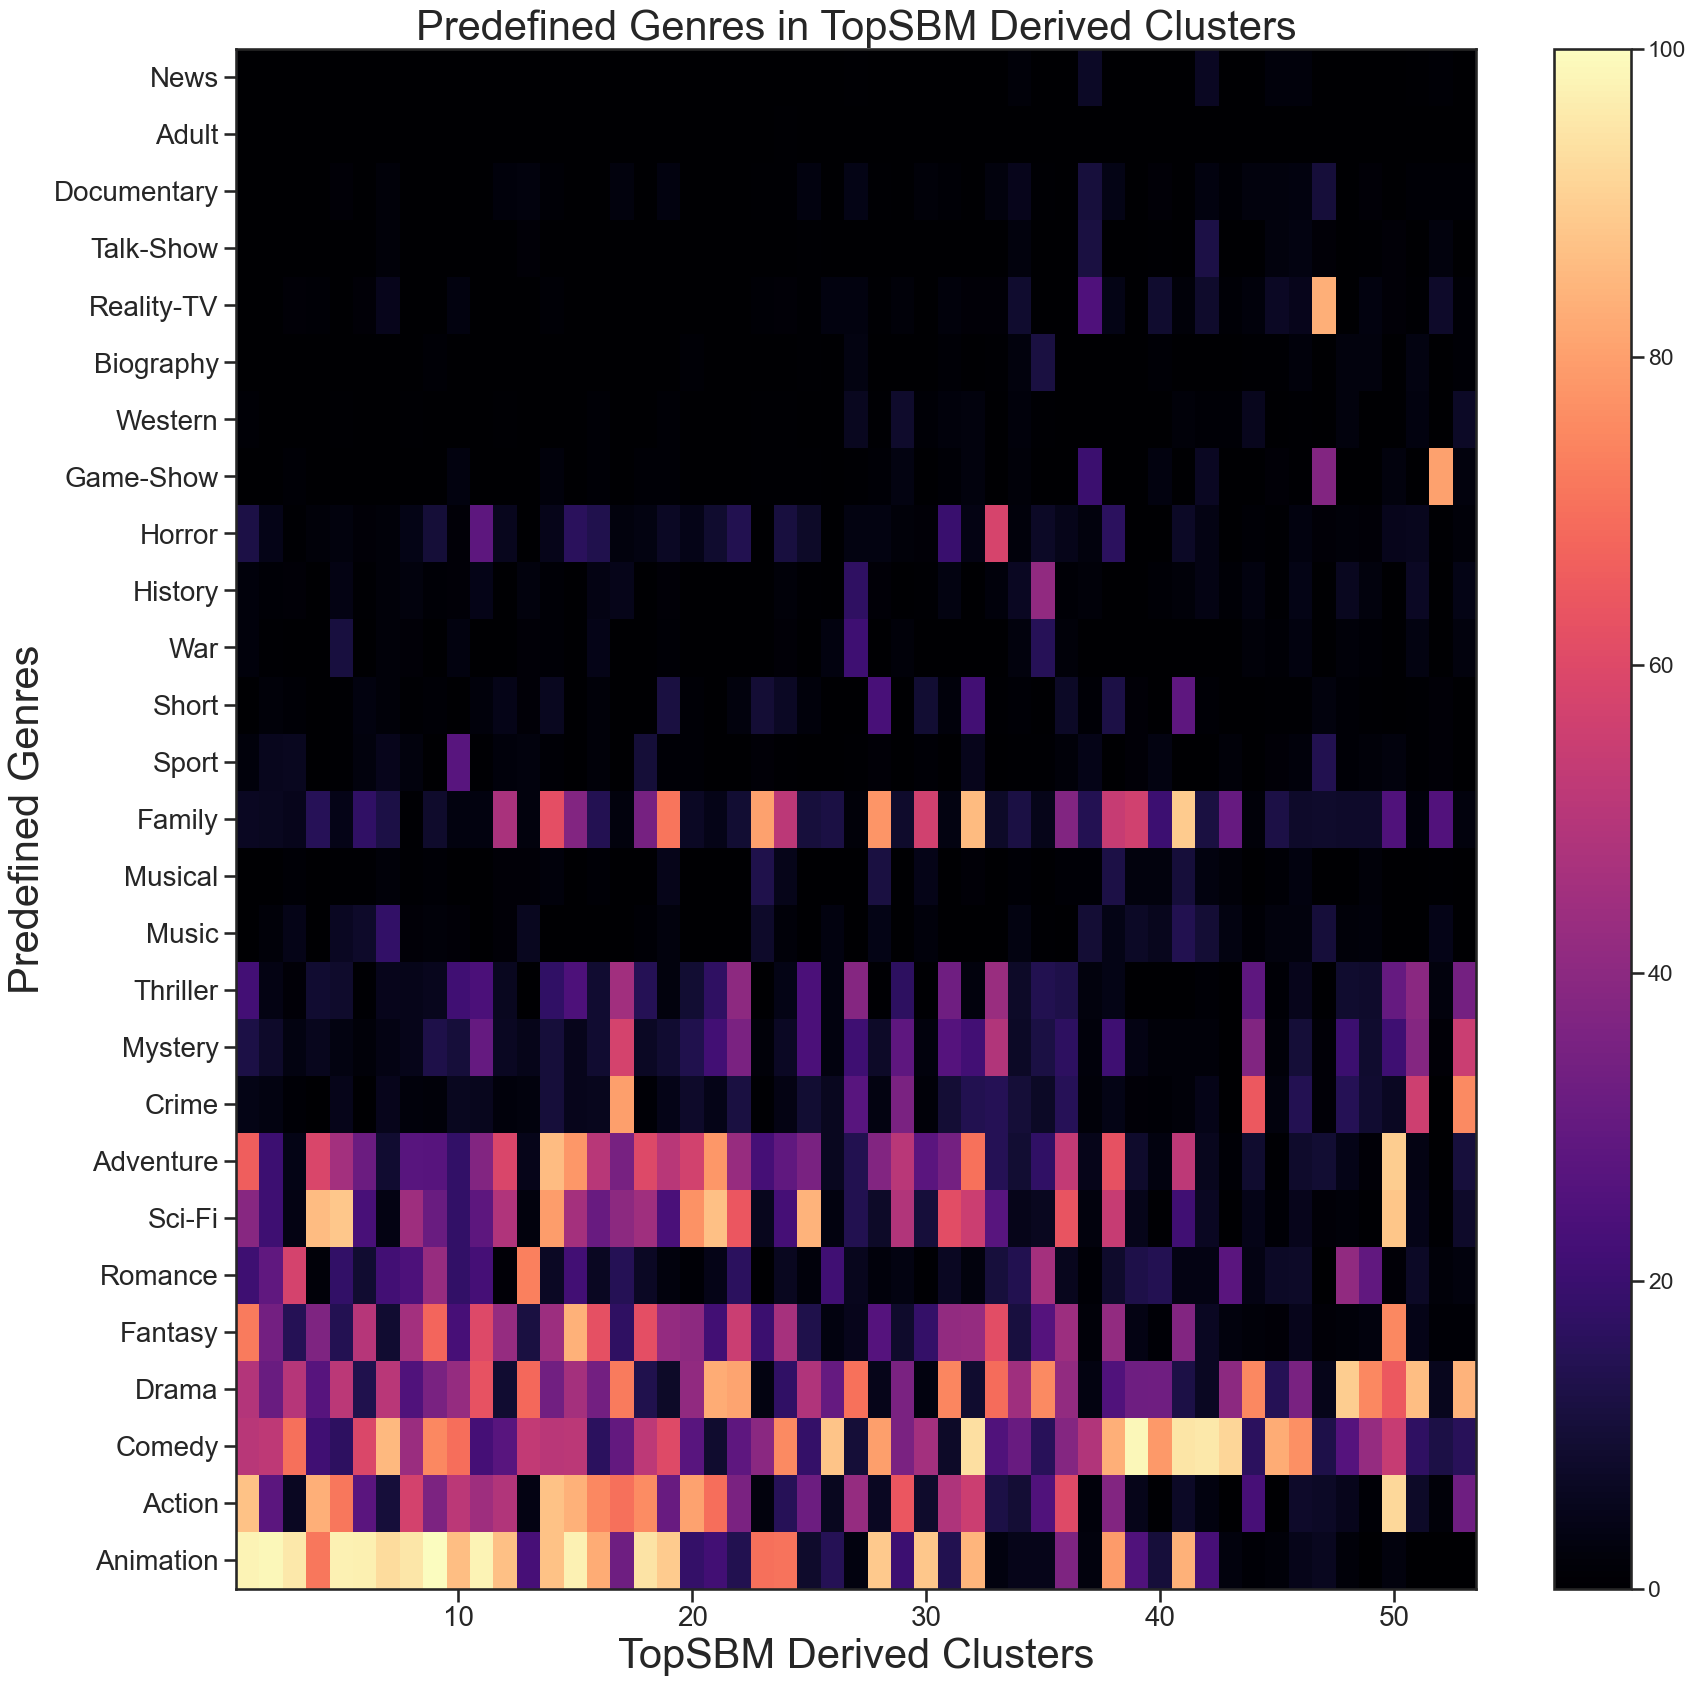 Predefined Genres in TopSBM Derived Clusters
News
Adult
Documentary
Talk-Show
Reality-TV
Biography
Western
Game-Show
Horror
History
War
Short
Sport
Family
Musical
Music
Thriller
Mystery
Crime
Adventure
Sci-Fi
Romance
Fantasy
Drama
Comedy
Action
Animation
Predefined Genres
10 20 30 40 50
TopSBM Derived Clusters
100
80
60
40
20
0